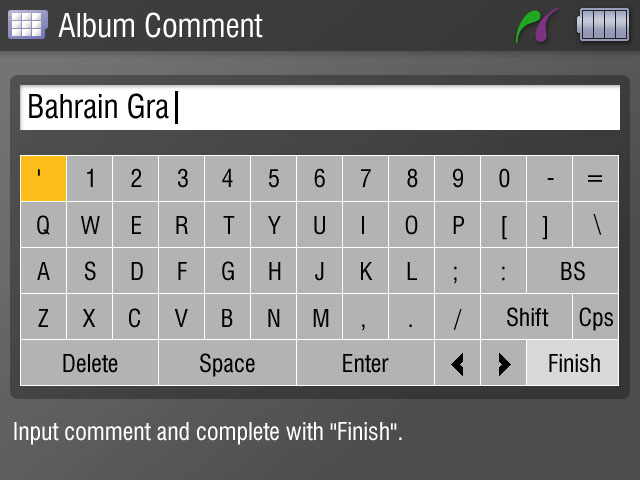 Album Comment
Bahrain Gra
' 1 2 3 4 5 6 7 8 9 0 - =
Q W E R T Y U I O P [ ] \
A S D F G H J K L ; : BS
Z X C V B N M , . / Shift Cps
Delete Space Enter Finish
Input comment and complete with "Finish".